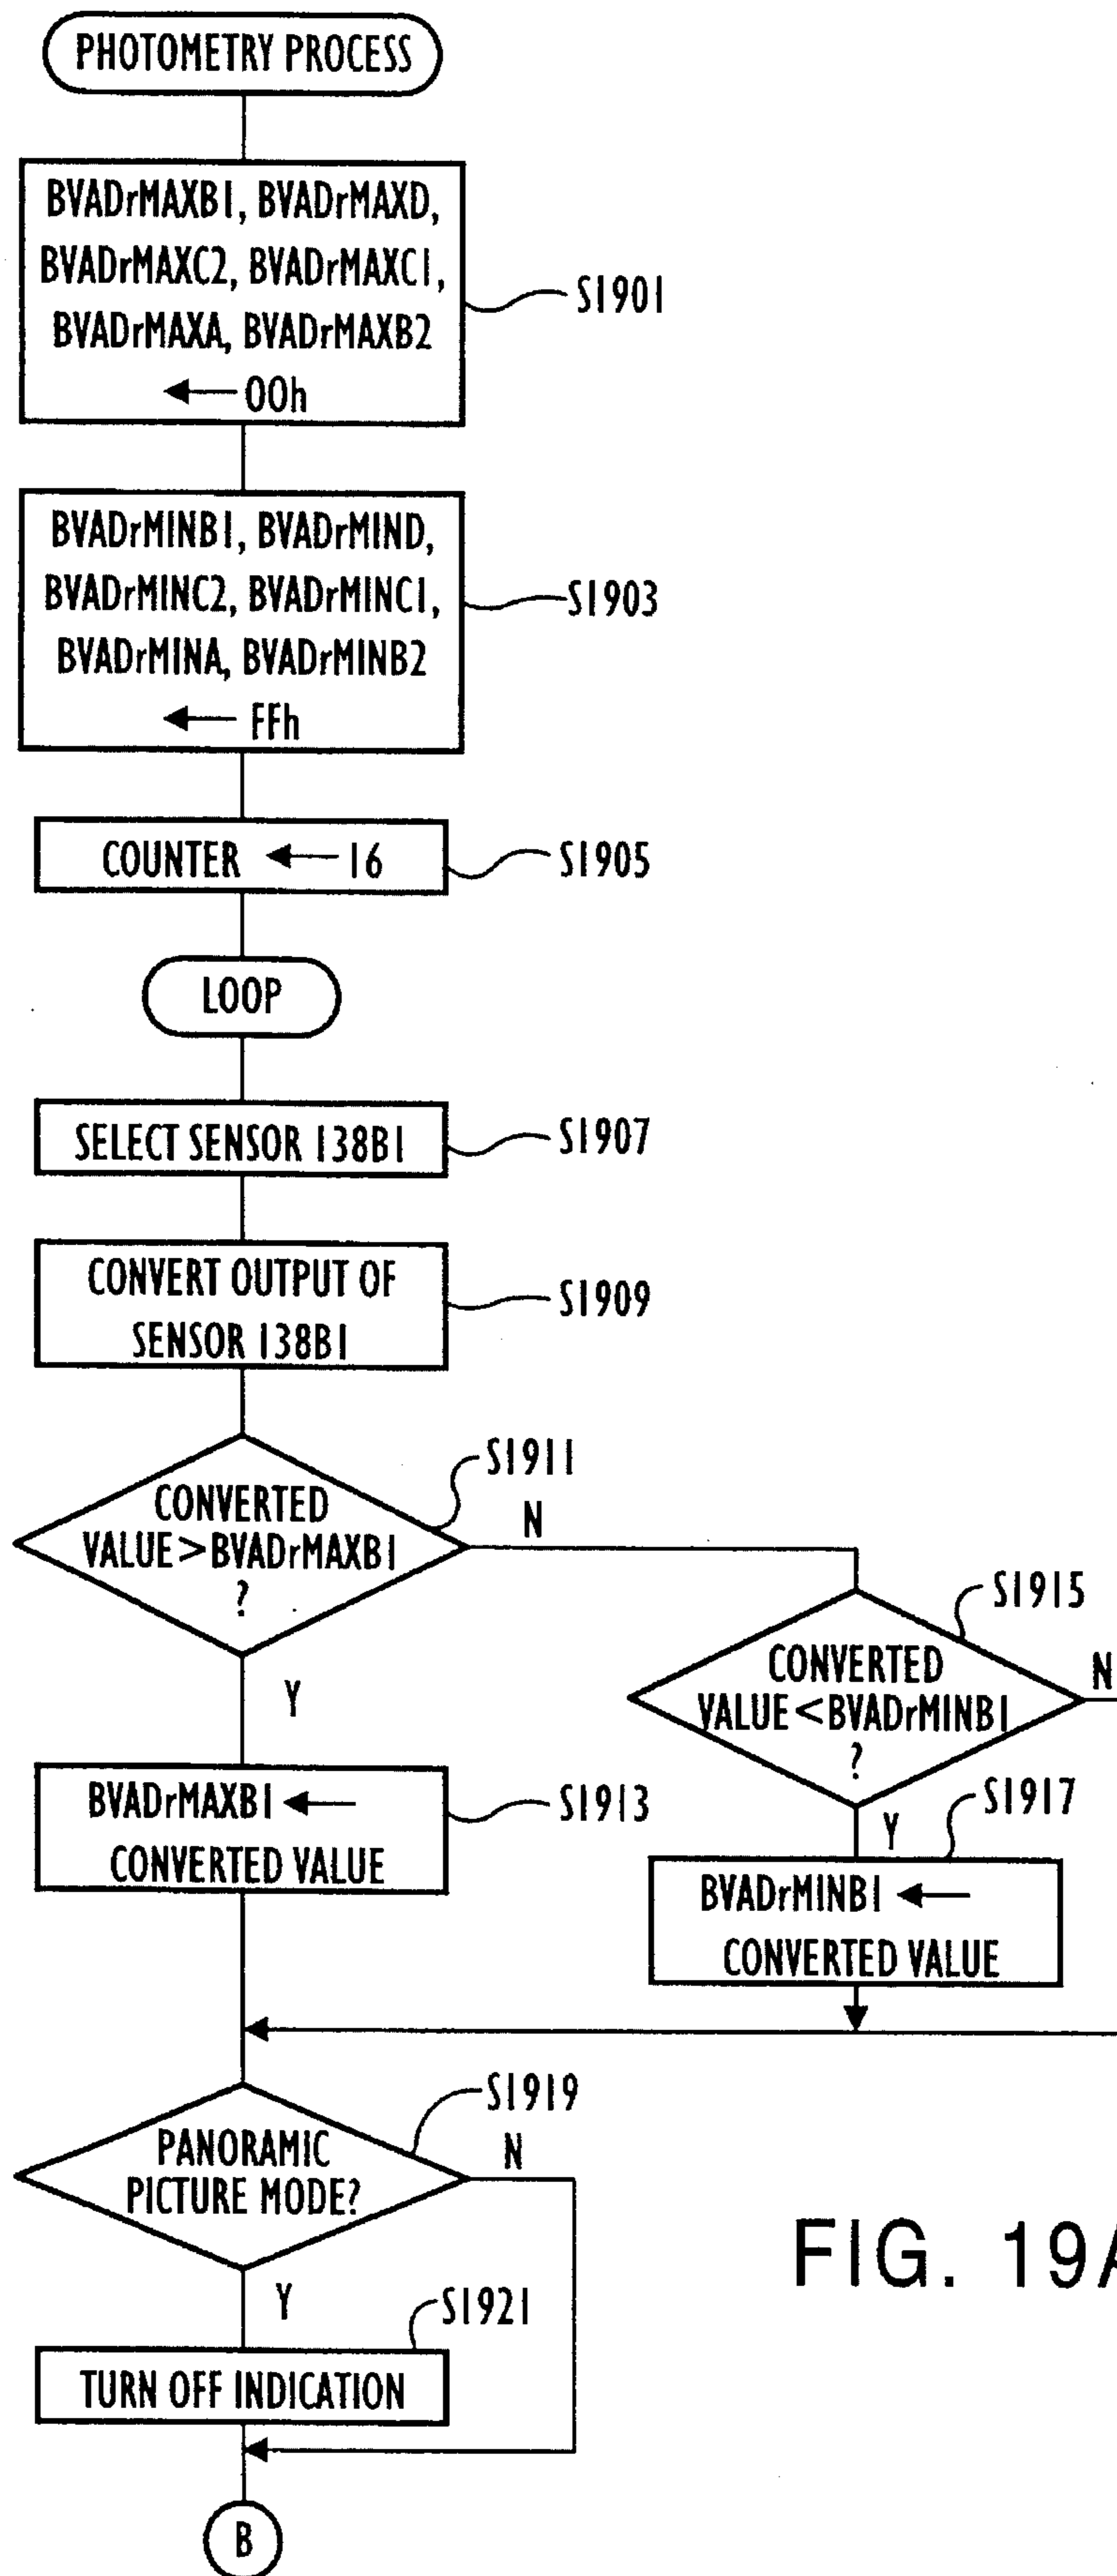 PHOTOMETRY PROCESS
BVADrMAXB1, BVADrMAXD,
BVADrMAXC2, BVADrMAXC1,
BVADrMAXA, BVADrMAXB2
← 00h
S1901
BVADrMINB1, BVADrMIND,
BVADrMINC2, BVADrMINC1,
BVADrMINA, BVADrMINB2
← FFh
S1903
COUNTER ← 16
S1905
LOOP
SELECT SENSOR 138B1
S1907
CONVERT OUTPUT OF
SENSOR 138B1
S1909
S1911
CONVERTED
VALUE > BVADrMAXB1
?
N
Y
S1915
CONVERTED
VALUE < BVADrMINB1
?
N
Y
BVADrMAXB1 ←
CONVERTED VALUE
S1913
S1917
BVADrMINB1 ←
CONVERTED VALUE
S1919
PANORAMIC
PICTURE MODE?
N
Y
FIG. 19A
S1921
TURN OFF INDICATION
B